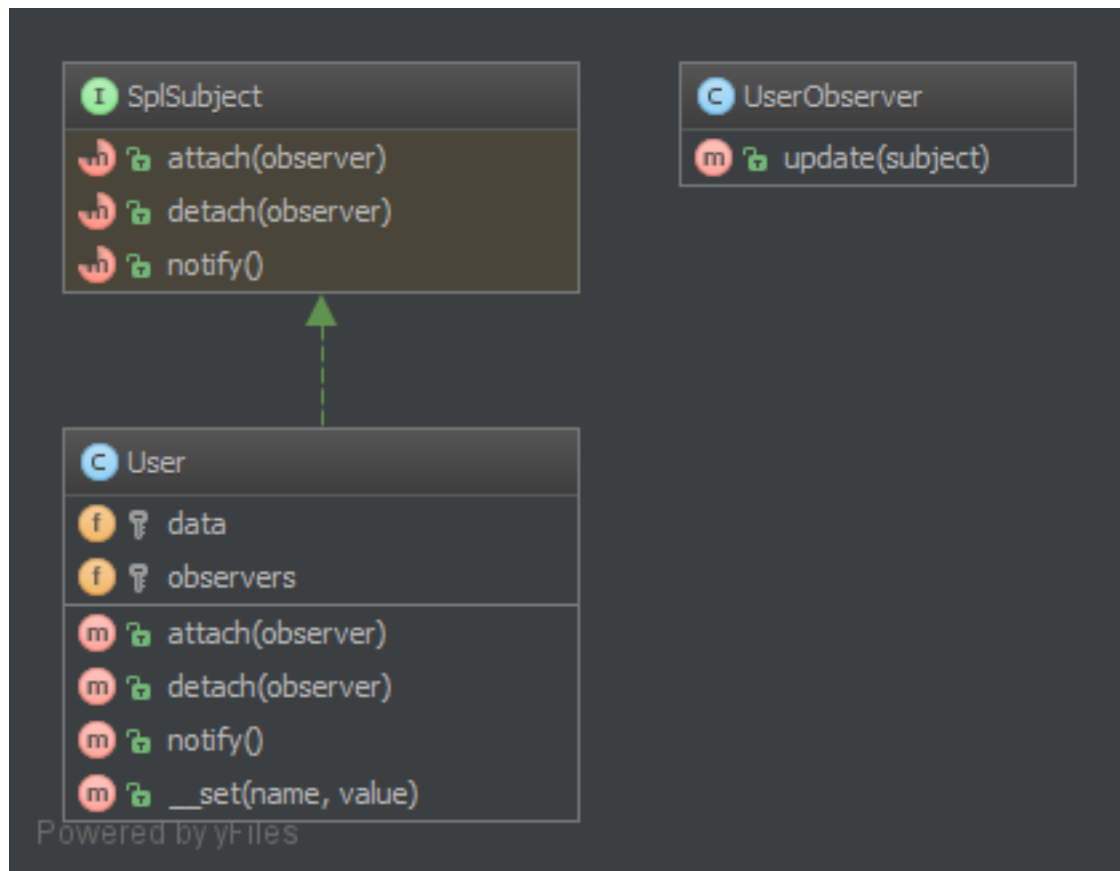 SplSubject
attach(observer)
detach(observer)
notify()
UserObserver
update(subject)
User
data
observers
attach(observer)
detach(observer)
notify()
__set(name, value)
Powered by yFiles